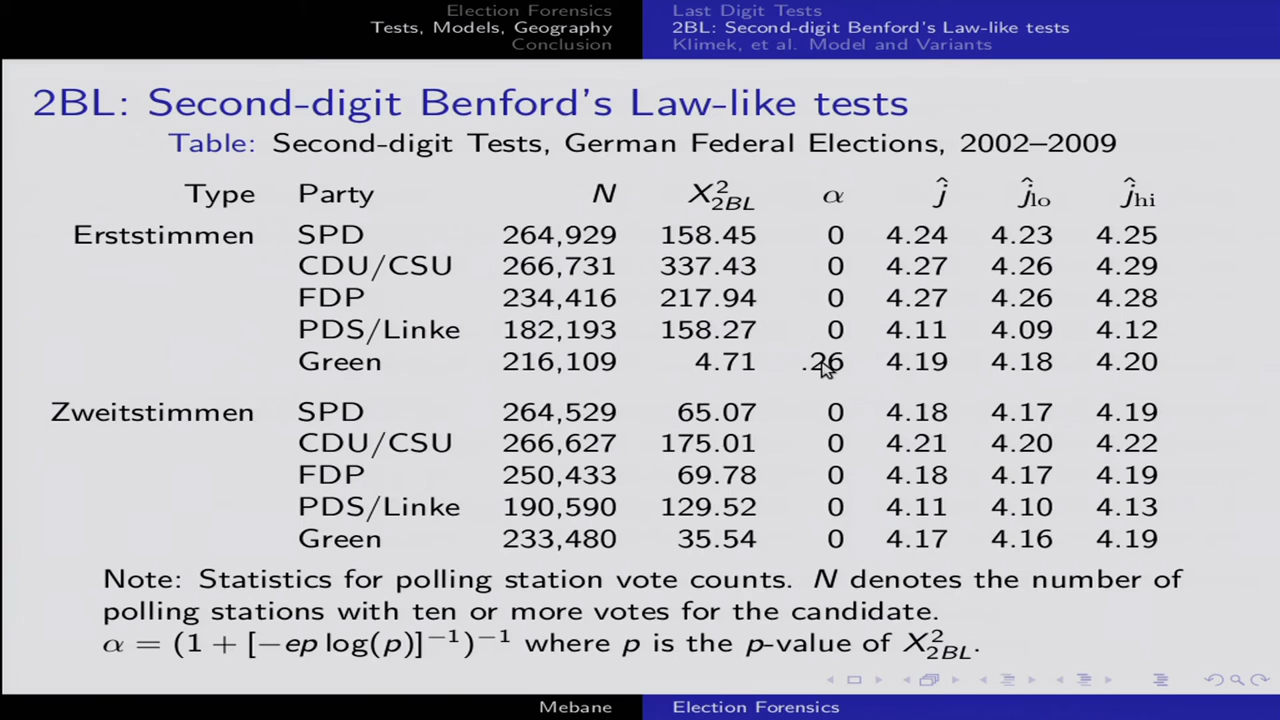 Election Forensics
Tests, Models, Geography
Conclusion
Last Digit Tests
2BL: Second-digit Benford's Law-like tests
Klimek, et al. Model and Variants
2BL: Second-digit Benford's Law-like tests
Table: Second-digit Tests, German Federal Elections, 2002–2009
Type Party N X²2BL α ĵ ĵlo ĵhi
Erststimmen SPD 264,929 158.45 0 4.24 4.23 4.25
CDU/CSU 266,731 337.43 0 4.27 4.26 4.29
FDP 234,416 217.94 0 4.27 4.26 4.28
PDS/Linke 182,193 158.27 0 4.11 4.09 4.12
Green 216,109 4.71 .26 4.19 4.18 4.20
Zweitstimmen SPD 264,529 65.07 0 4.18 4.17 4.19
CDU/CSU 266,627 175.01 0 4.21 4.20 4.22
FDP 250,433 69.78 0 4.18 4.17 4.19
PDS/Linke 190,590 129.52 0 4.11 4.10 4.13
Green 233,480 35.54 0 4.17 4.16 4.19
Note: Statistics for polling station vote counts. N denotes the number of
polling stations with ten or more votes for the candidate.
α = (1 + [−ep log(p)]⁻¹)⁻¹ where p is the p-value of X²2BL.
Mebane Election Forensics